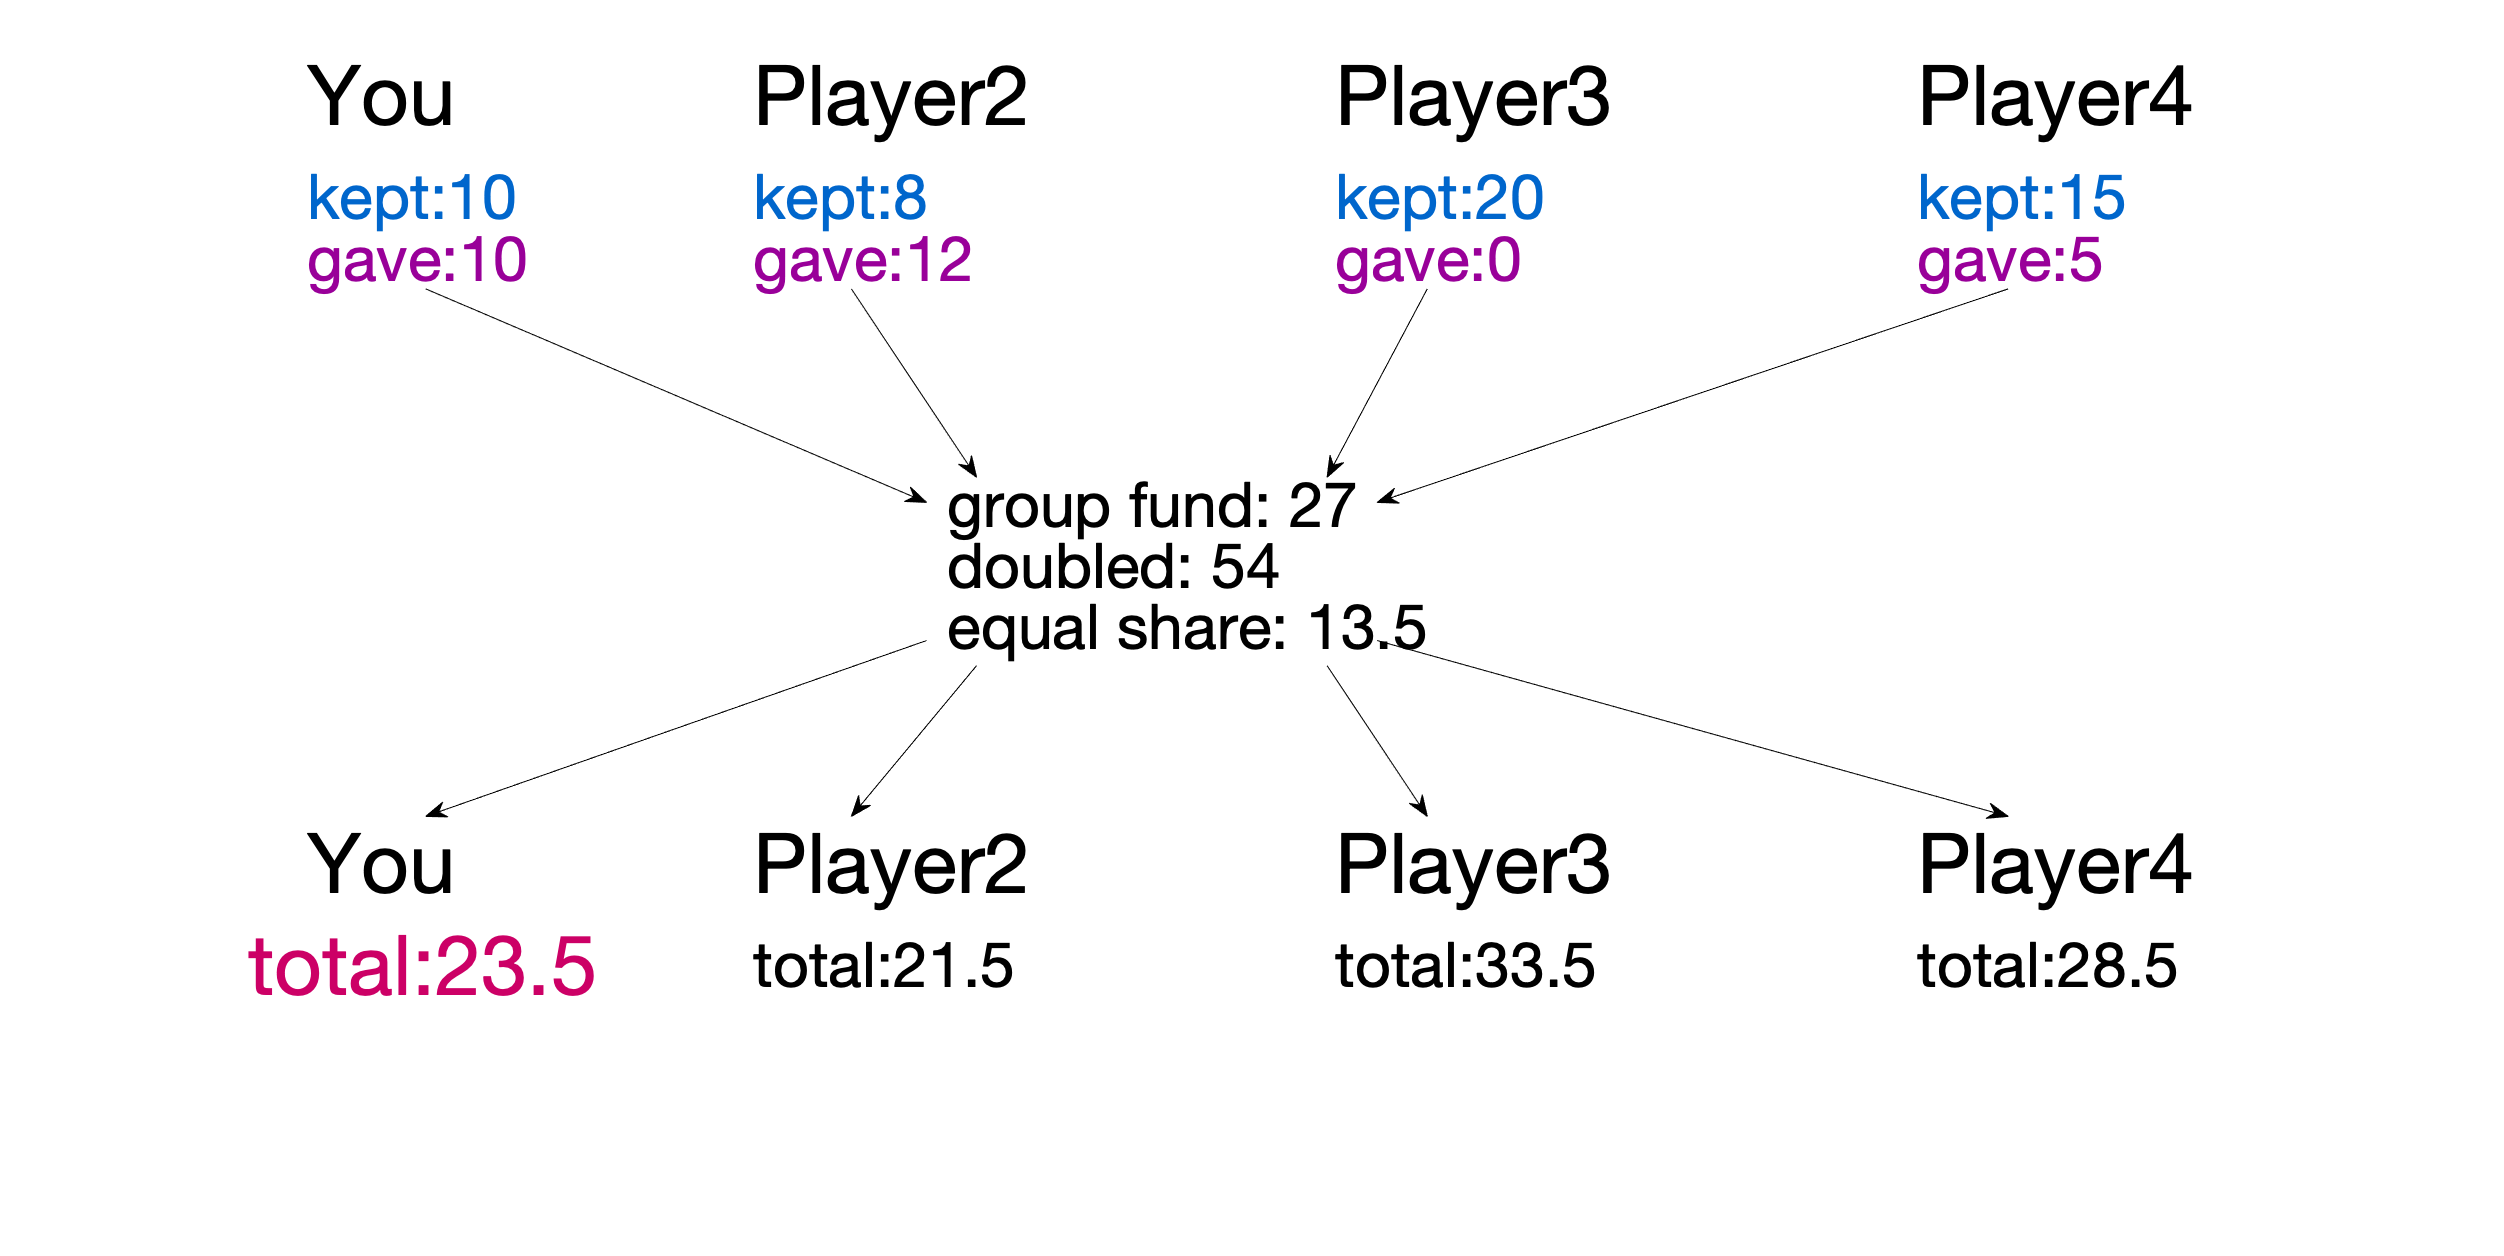 You Player2 Player3 Player4
kept:10 kept:8 kept:20 kept:15
gave:10 gave:12 gave:0 gave:5
group fund: 27
doubled: 54
equal share: 13.5
You Player2 Player3 Player4
total:23.5 total:21.5 total:33.5 total:28.5